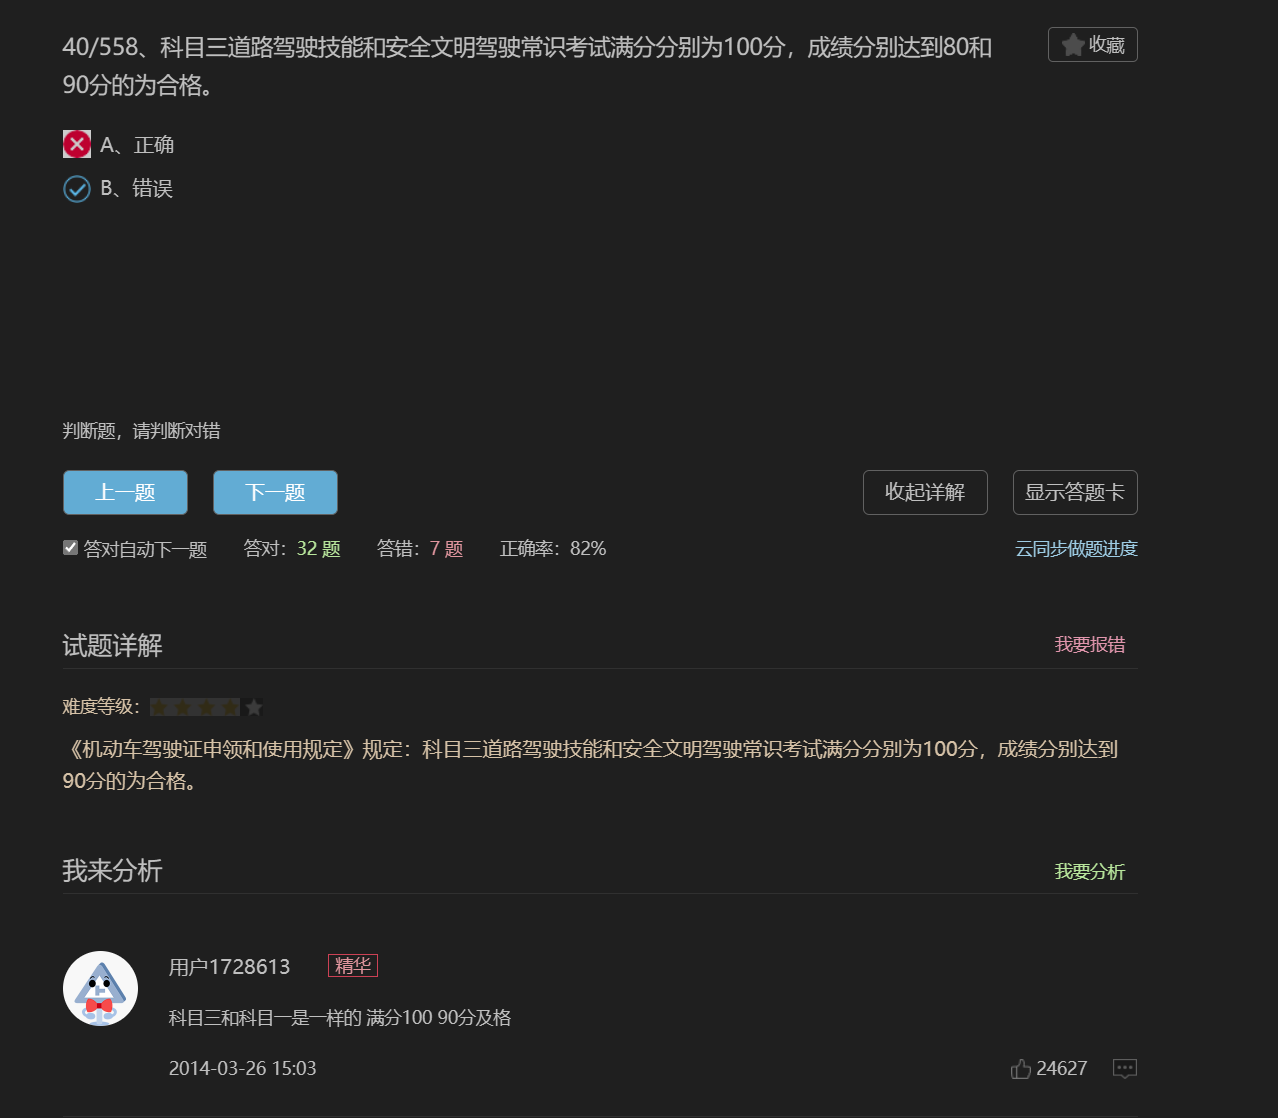 40/558、科目三道路驾驶技能和安全文明驾驶常识考试满分分别为100分，成绩分别达到80和
90分的为合格。
收藏
A、正确
B、错误
判断题，请判断对错
上一题
下一题
收起详解
显示答题卡
答对自动下一题 答对：32 题 答错：7 题 正确率：82%
云同步做题进度
试题详解
我要报错
难度等级：
《机动车驾驶证申领和使用规定》规定：科目三道路驾驶技能和安全文明驾驶常识考试满分分别为100分，成绩分别达到
90分的为合格。
我来分析
我要分析
用户1728613 精华
科目三和科目一是一样的 满分100 90分及格
2014-03-26 15:03
24627